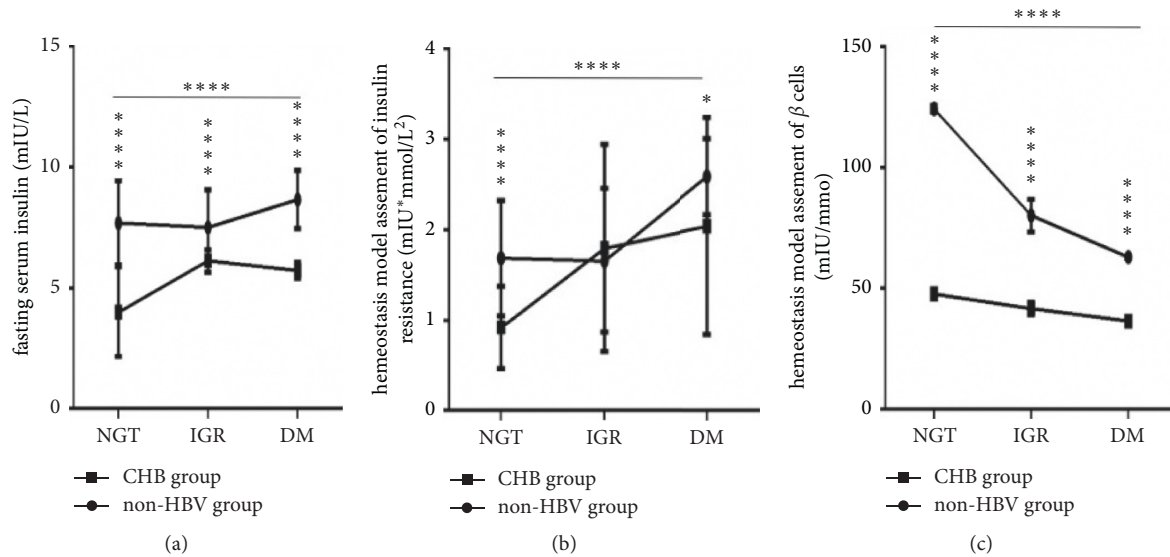 fasting serum insulin (mIU/L)
15
10
5
0
****
****
****
****
NGT IGR DM
CHB group
non-HBV group
(a)
hemeostasis model assement of insulin
resistance (mIU*mmol/L2)
4
3
2
1
0
****
****
*
NGT IGR DM
CHB group
non-HBV group
(b)
hemeostasis model assement of β cells
(mIU/mmo)
150
100
50
0
****
****
****
****
NGT IGR DM
CHB group
non-HBV group
(c)